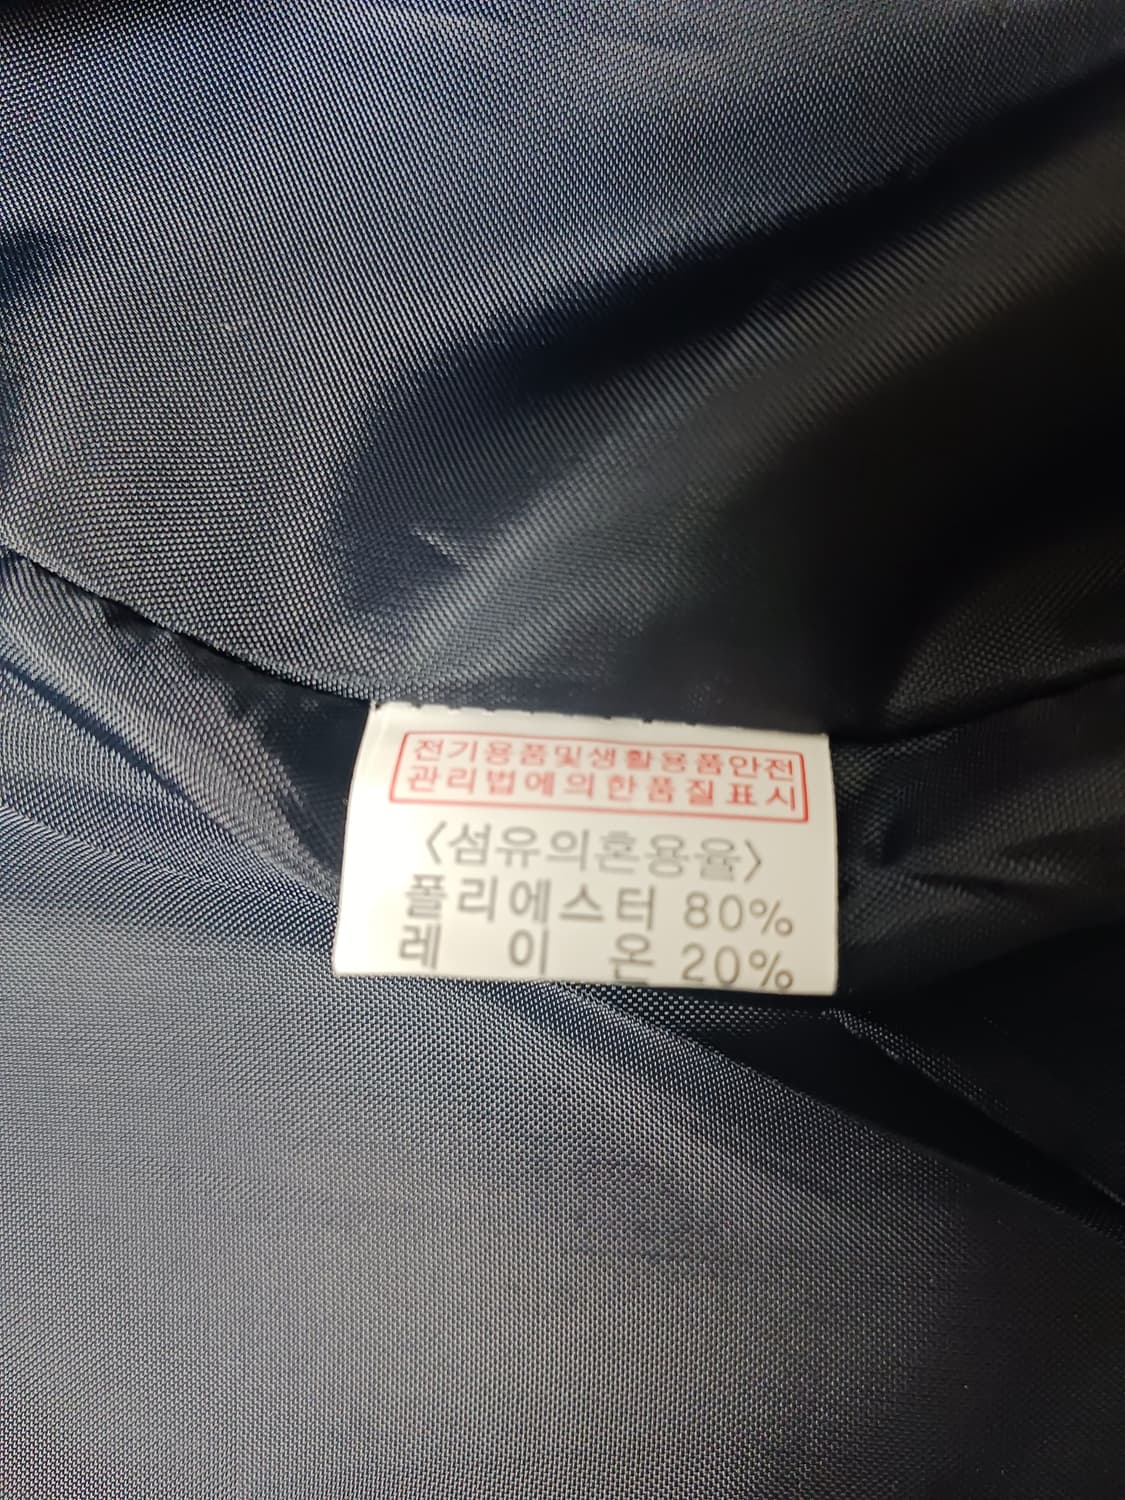 전기용품및생활용품안전
관리법에의한품질표시
〈섬유의혼용율〉
폴리에스터 80%
레 이 온 20%